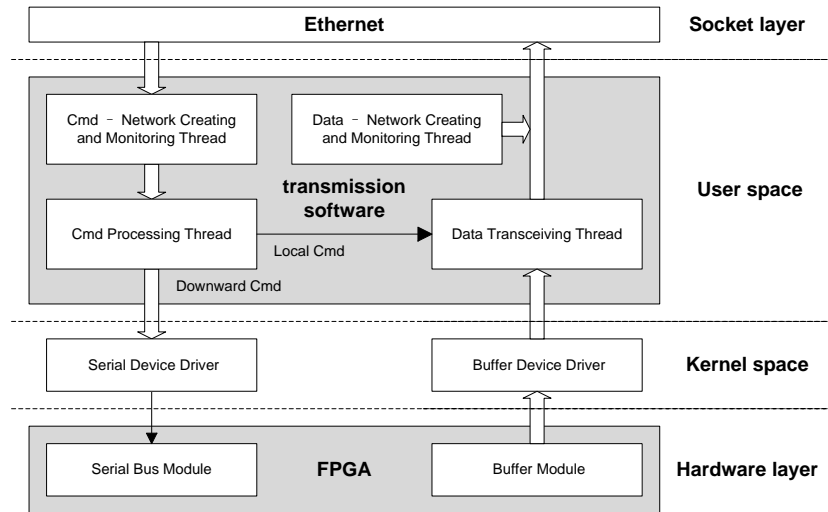 Ethernet
Socket layer
Cmd － Network Creating
and Monitoring Thread
Data － Network Creating
and Monitoring Thread
transmission
software
User space
Cmd Processing Thread
Data Transceiving Thread
Local Cmd
Downward Cmd
Serial Device Driver
Buffer Device Driver
Kernel space
Serial Bus Module
FPGA
Buffer Module
Hardware layer